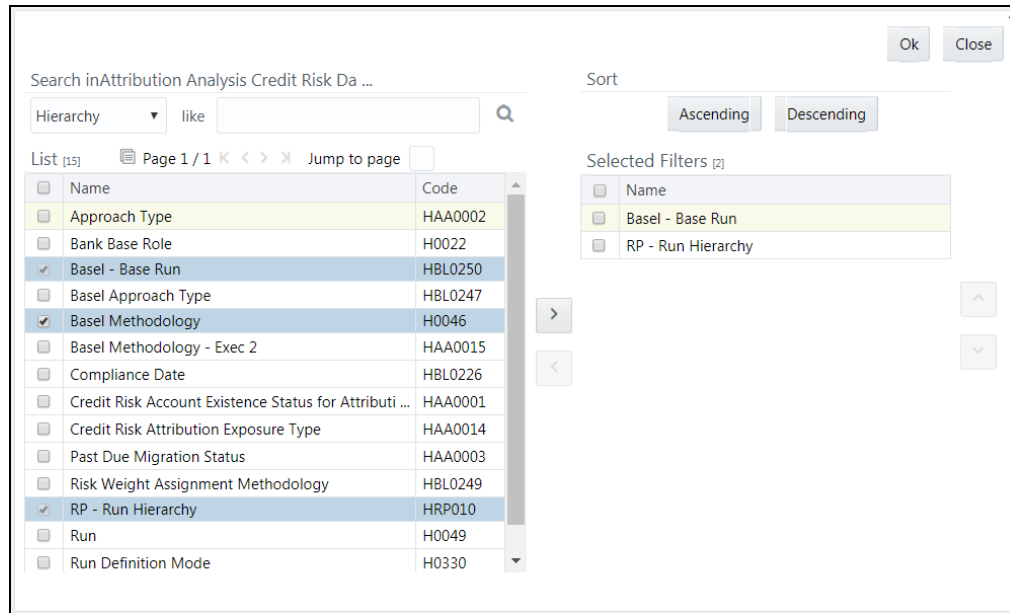 Ok Close
Search inAttribution Analysis Credit Risk Da ...
Hierarchy like
List [15] Page 1 / 1 Jump to page
Name Code
Approach Type HAA0002
Bank Base Role H0022
Basel - Base Run HBL0250
Basel Approach Type HBL0247
Basel Methodology H0046
Basel Methodology - Exec 2 HAA0015
Compliance Date HBL0226
Credit Risk Account Existence Status for Attributi ... HAA0001
Credit Risk Attribution Exposure Type HAA0014
Past Due Migration Status HAA0003
Risk Weight Assignment Methodology HBL0249
RP - Run Hierarchy HRP010
Run H0049
Run Definition Mode H0330
Sort
Ascending Descending
Selected Filters [2]
Name
Basel - Base Run
RP - Run Hierarchy